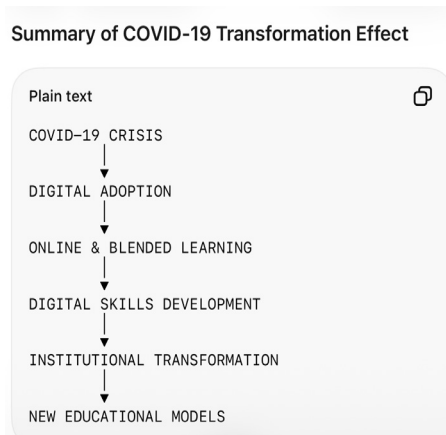 Summary of COVID-19 Transformation Effect
Plain text
COVID-19 CRISIS
DIGITAL ADOPTION
ONLINE & BLENDED LEARNING
DIGITAL SKILLS DEVELOPMENT
INSTITUTIONAL TRANSFORMATION
NEW EDUCATIONAL MODELS